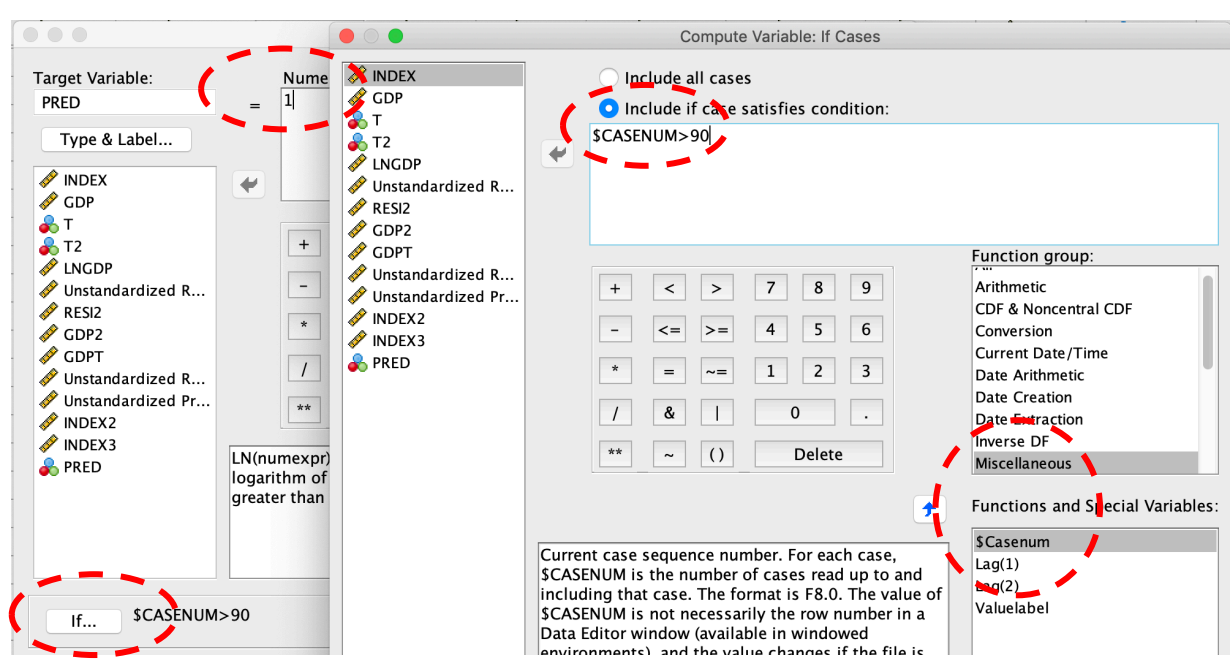 Compute Variable: If Cases
Target Variable:
PRED
=
Nume
1
Type & Label...
INDEX
GDP
T
T2
LNGDP
Unstandardized R...
RESI2
GDP2
GDPT
Unstandardized R...
Unstandardized Pr...
INDEX2
INDEX3
PRED
+
-
*
/
**
LN(numexpr)
logarithm of
greater than
If...
$CASENUM>90
INDEX
GDP
T
T2
LNGDP
Unstandardized R...
RESI2
GDP2
GDPT
Unstandardized R...
Unstandardized Pr...
INDEX2
INDEX3
PRED
Include all cases
Include if case satisfies condition:
$CASENUM>90
+ < > 7 8 9
- <= >= 4 5 6
* = ~= 1 2 3
/ & | 0 .
** ~ () Delete
Function group:
All
Arithmetic
CDF & Noncentral CDF
Conversion
Current Date/Time
Date Arithmetic
Date Creation
Date Extraction
Inverse DF
Miscellaneous
Functions and Special Variables:
$Casenum
Lag(1)
Lag(2)
Valuelabel
Current case sequence number. For each case,
$CASENUM is the number of cases read up to and
including that case. The format is F8.0. The value of
$CASENUM is not necessarily the row number in a
Data Editor window (available in windowed
environments), and the value changes if the file is